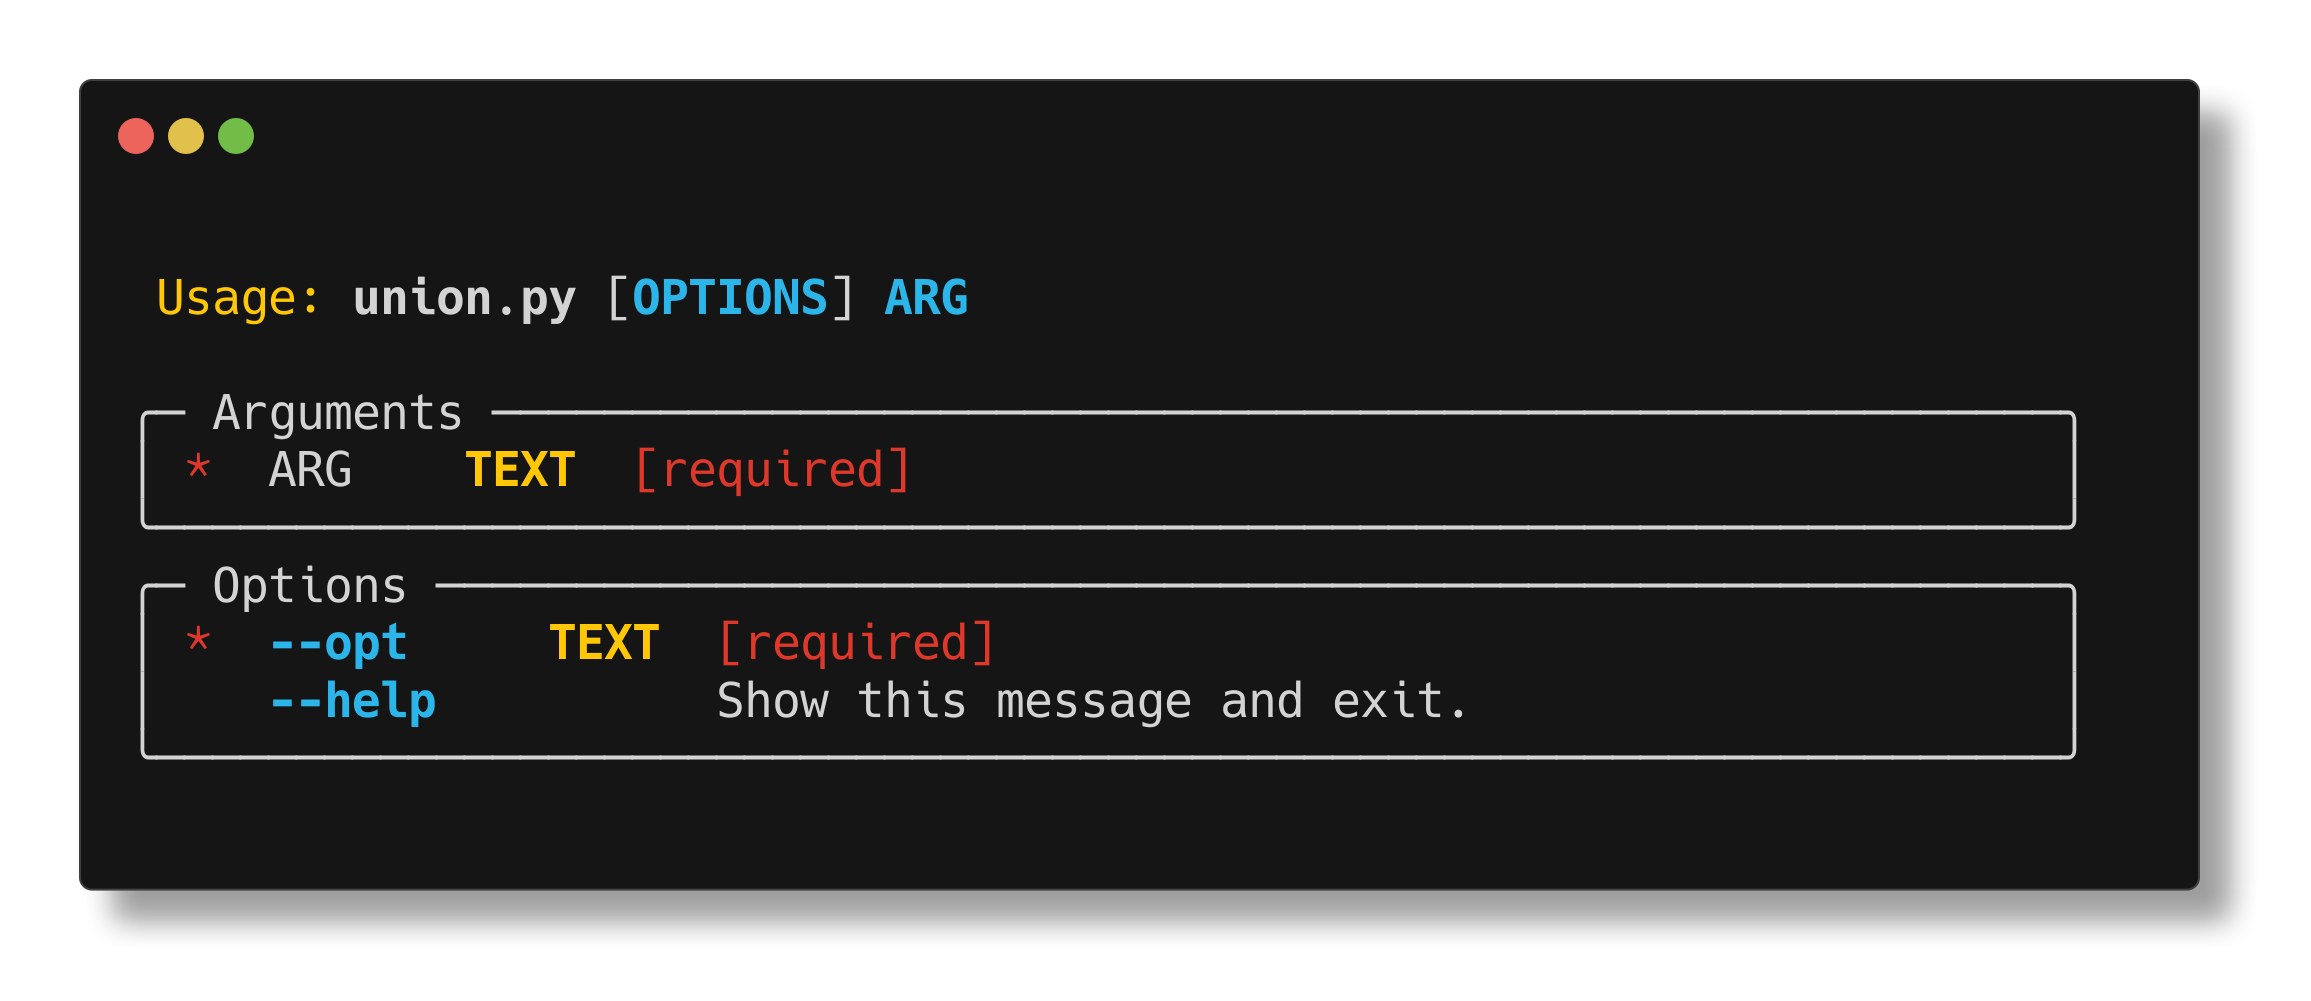 Usage: union.py [OPTIONS] ARG
Arguments
* ARG TEXT [required]
Options
* --opt TEXT [required]
--help Show this message and exit.